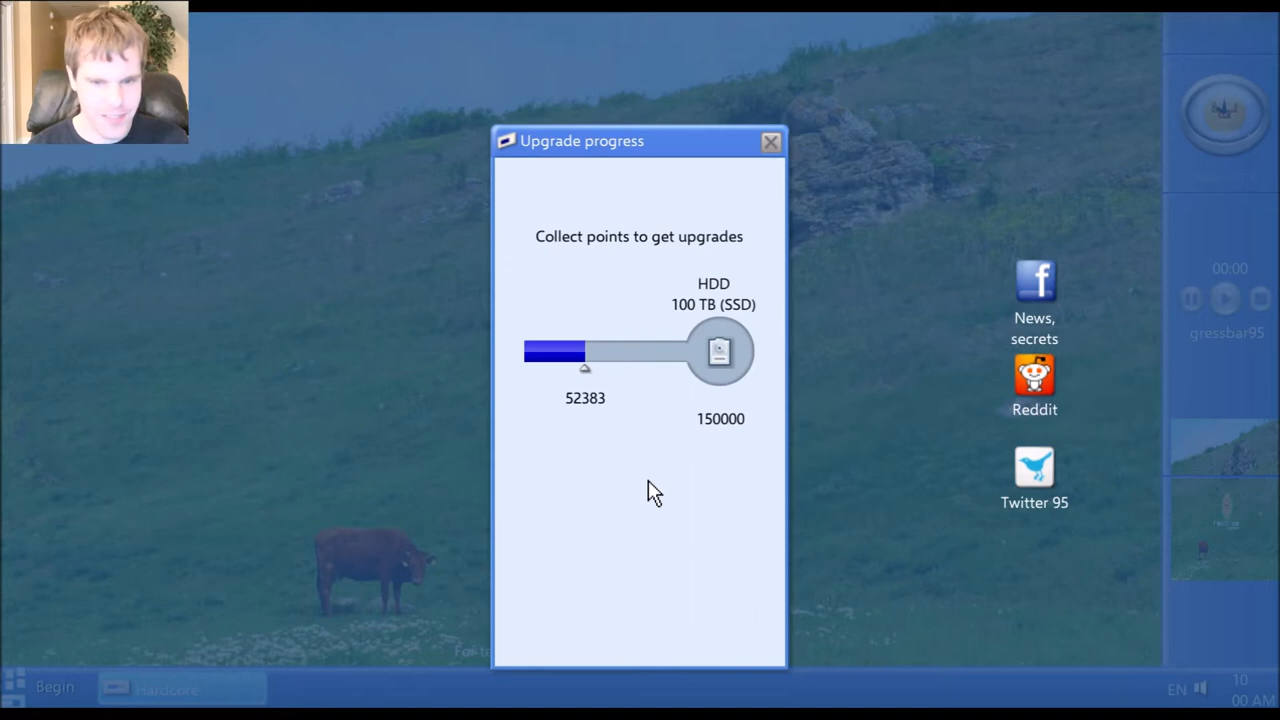 Upgrade progress
Collect points to get upgrades
HDD
100 TB (SSD)
52383
150000
News,
secrets
Reddit
Twitter 95
00:00
gressbar95
Begin
Hardcore
EN
10
00 AM